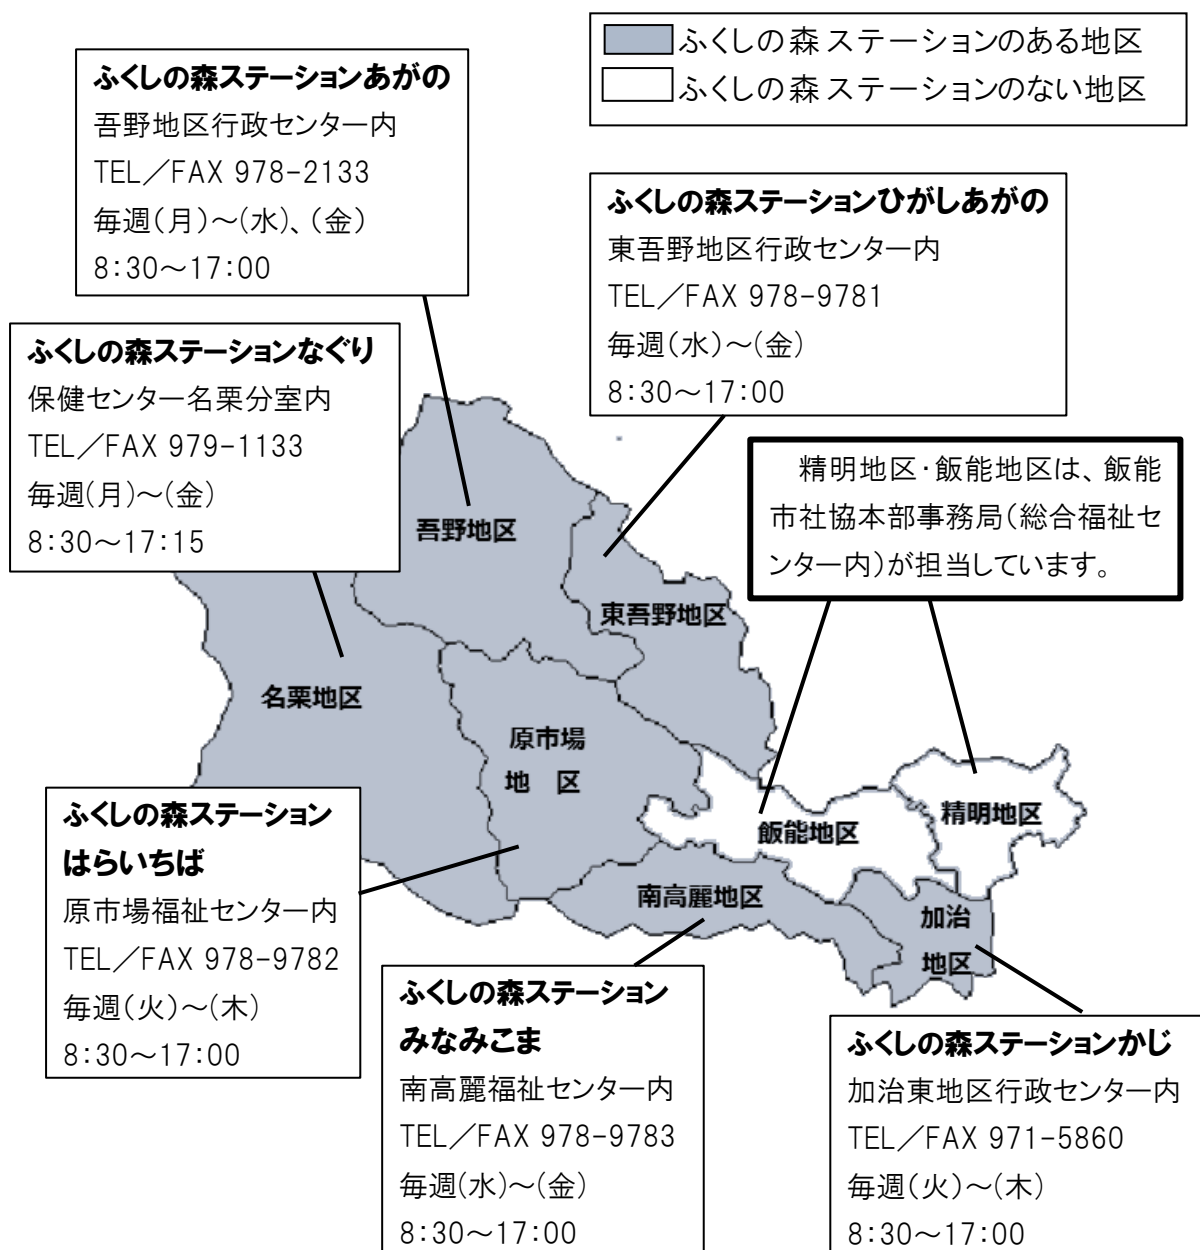 ふくしの森ステーションのある地区
ふくしの森ステーションのない地区
ふくしの森ステーションあがの
吾野地区行政センター内
TEL／FAX 978-2133
毎週(月)～(水)、(金)
8:30～17:00
ふくしの森ステーションひがしあがの
東吾野地区行政センター内
TEL／FAX 978-9781
毎週(水)～(金)
8:30～17:00
ふくしの森ステーションなぐり
保健センター名栗分室内
TEL／FAX 979-1133
毎週(月)～(金)
8:30～17:15
精明地区・飯能地区は、飯能
市社協本部事務局(総合福祉セ
ンター内)が担当しています。
吾野地区
東吾野地区
名栗地区
原市場
地 区
飯能地区
精明地区
南高麗地区
加治
地区
ふくしの森ステーション
はらいちば
原市場福祉センター内
TEL／FAX 978-9782
毎週(火)～(木)
8:30～17:00
ふくしの森ステーション
みなみこま
南高麗福祉センター内
TEL／FAX 978-9783
毎週(水)～(金)
8:30～17:00
ふくしの森ステーションかじ
加治東地区行政センター内
TEL／FAX 971-5860
毎週(火)～(木)
8:30～17:00